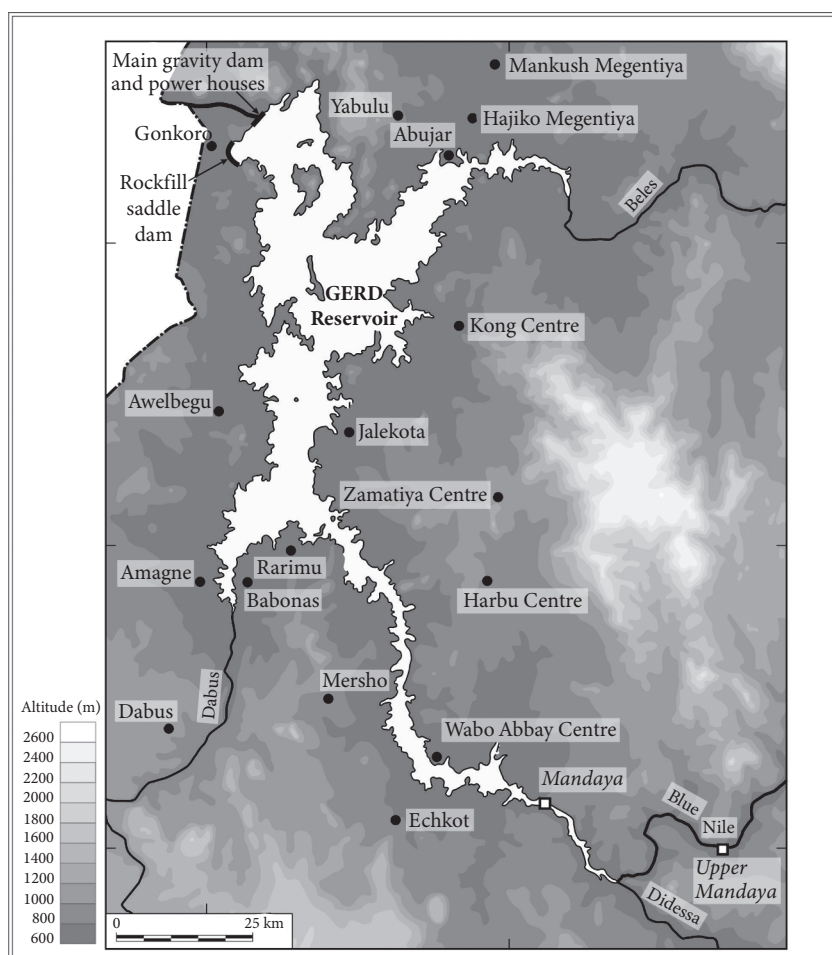 Main gravity dam
and power houses
Mankush Megentiya
Yabulu
Hajiko Megentiya
Abujar
Gonkoro
Rockfill
saddle
dam
Beles
GERD
Reservoir
Kong Centre
Awelbegu
Jalekota
Zamatiya Centre
Amagne
Rarimu
Babonas
Harbu Centre
Dabus
Mersho
Dabus
Wabo Abbay Centre
Mandaya
Echkot
Blue
Nile
Upper
Mandaya
Didessa
Altitude (m)
2600
2400
2200
2000
1800
1600
1400
1200
1000
800
600
0 25 km